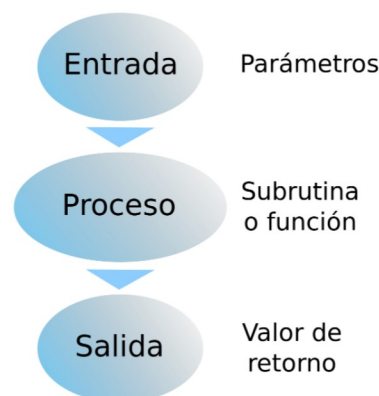 Entrada
Parámetros
Proceso
Subrutina
o función
Salida
Valor de
retorno